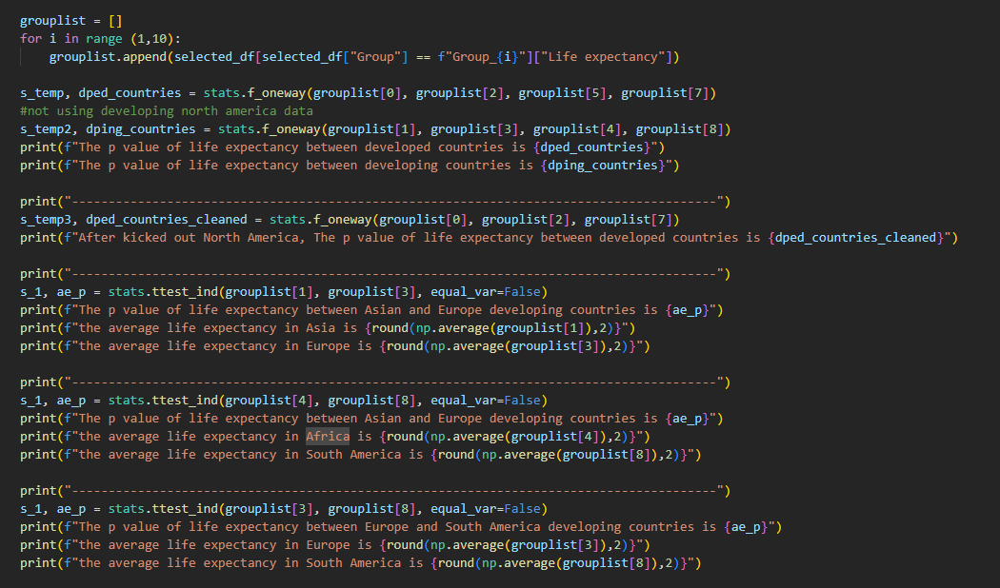 grouplist = []
for i in range (1,10):
    grouplist.append(selected_df[selected_df["Group"] == f"Group_{i}"]["Life expectancy"])

s_temp, dped_countries = stats.f_oneway(grouplist[0], grouplist[2], grouplist[5], grouplist[7])
#not using developing north america data
s_temp2, dping_countries = stats.f_oneway(grouplist[1], grouplist[3], grouplist[4], grouplist[8])
print(f"The p value of life expectancy between developed countries is {dped_countries}")
print(f"The p value of life expectancy between developing countries is {dping_countries}")

print("----------------------------------------------------------------------------------------")
s_temp3, dped_countries_cleaned = stats.f_oneway(grouplist[0], grouplist[2], grouplist[7])
print(f"After kicked out North America, The p value of life expectancy between developed countries is {dped_countries_cleaned}")

print("----------------------------------------------------------------------------------------")
s_1, ae_p = stats.ttest_ind(grouplist[1], grouplist[3], equal_var=False)
print(f"The p value of life expectancy between Asian and Europe developing countries is {ae_p}")
print(f"the average life expectancy in Asia is {round(np.average(grouplist[1]),2)}")
print(f"the average life expectancy in Europe is {round(np.average(grouplist[3]),2)}")

print("----------------------------------------------------------------------------------------")
s_1, ae_p = stats.ttest_ind(grouplist[4], grouplist[8], equal_var=False)
print(f"The p value of life expectancy between Asian and Europe developing countries is {ae_p}")
print(f"the average life expectancy in Africa is {round(np.average(grouplist[4]),2)}")
print(f"the average life expectancy in South America is {round(np.average(grouplist[8]),2)}")

print("----------------------------------------------------------------------------------------")
s_1, ae_p = stats.ttest_ind(grouplist[3], grouplist[8], equal_var=False)
print(f"The p value of life expectancy between Europe and South America developing countries is {ae_p}")
print(f"the average life expectancy in Europe is {round(np.average(grouplist[3]),2)}")
print(f"the average life expectancy in South America is {round(np.average(grouplist[8]),2)}")